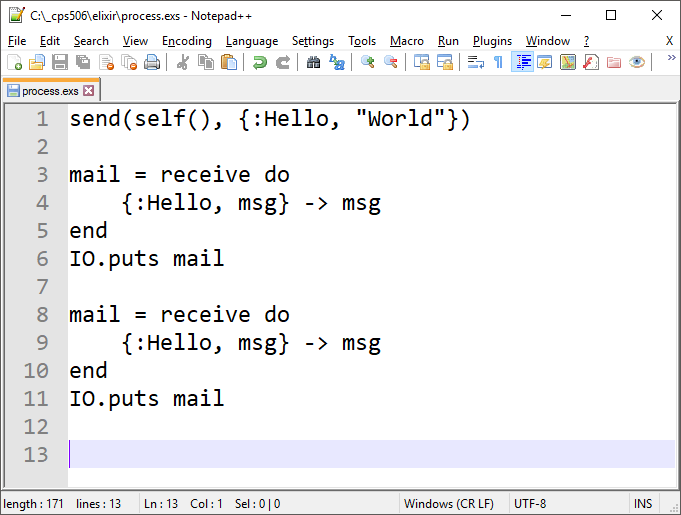 C:\_cps506\elixir\process.exs - Notepad++
File Edit Search View Encoding Language Settings Tools Macro Run Plugins Window ? X
process.exs
1 send(self(), {:Hello, "World"})
2
3 mail = receive do
4     {:Hello, msg} -> msg
5 end
6 IO.puts mail
7
8 mail = receive do
9     {:Hello, msg} -> msg
10 end
11 IO.puts mail
12
13
length : 171 lines : 13 Ln : 13 Col : 1 Sel : 0 | 0 Windows (CR LF) UTF-8 INS